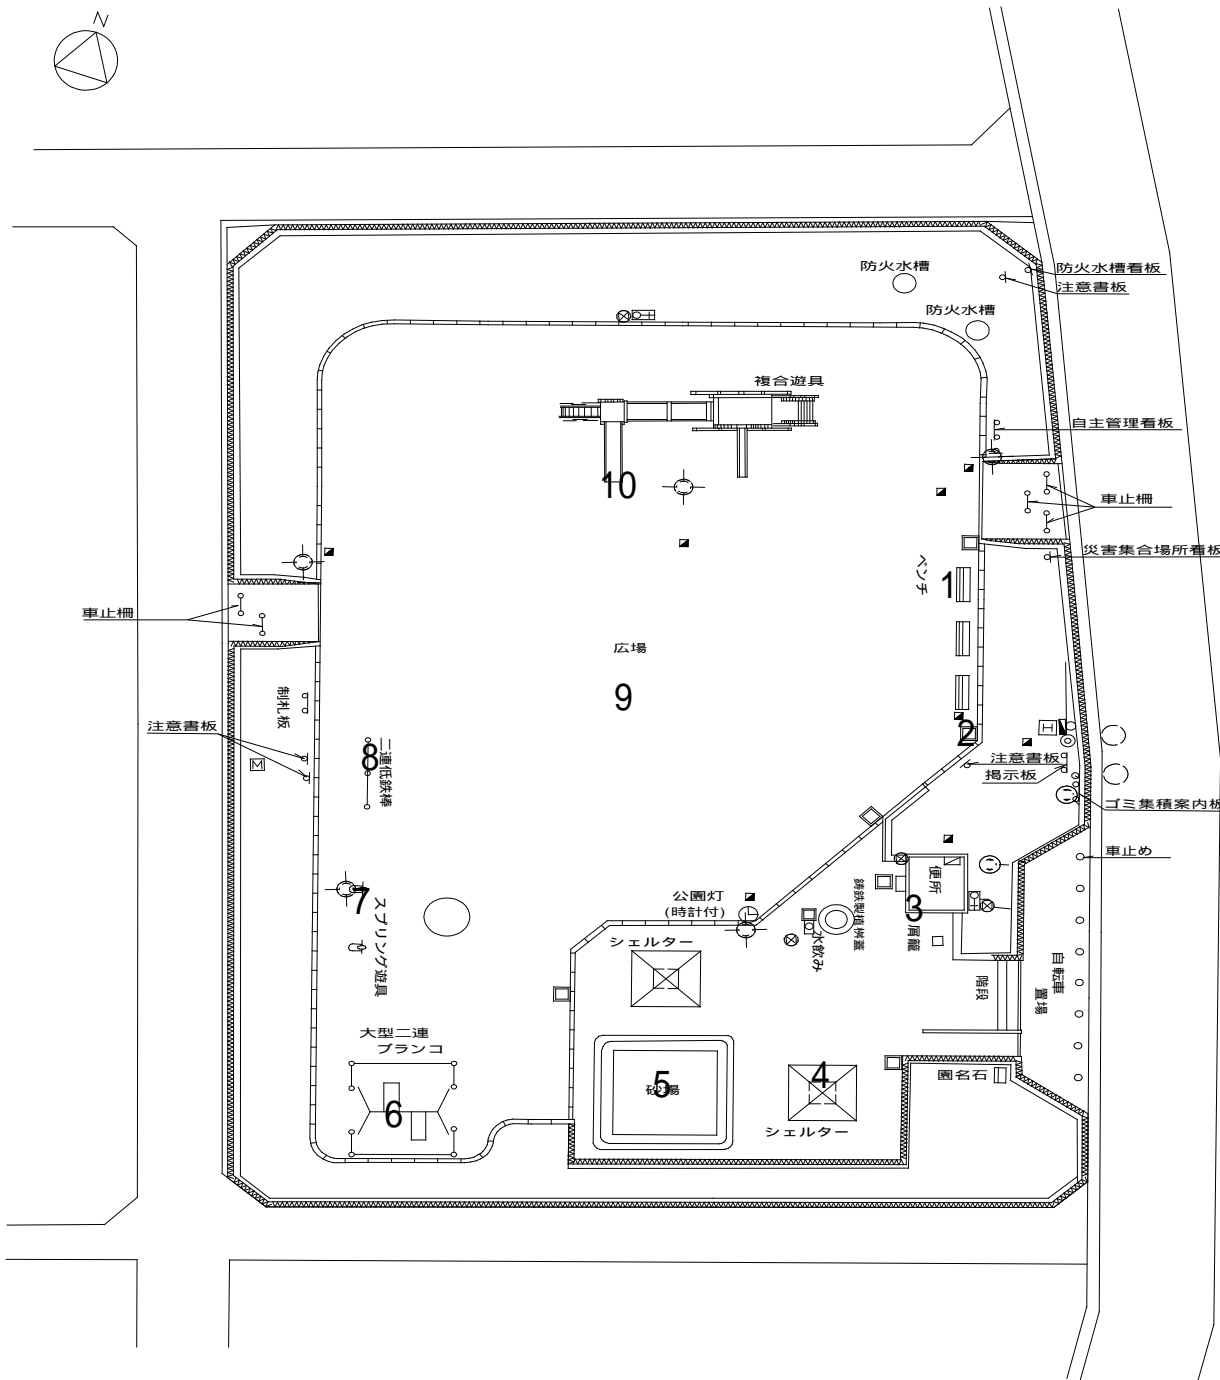 N
防火水槽
防火水槽看板
注意書板
防火水槽
複合遊具
自主管理看板
10
車止柵
災害集合場所看板
ベンチ
1
車止柵
広場
9
制札板
注意書板
二連低鉄棒
8
M
工
2
注意書板
掲示板
ゴミ集積案内板
車止め
便所
3
屑籠
鋳鉄製植桝蓋
公園灯
(時計付)
水飲み
7
スプリング遊具
シェルター
自転車
置場
階段
大型二連
ブランコ
6
砂場
5
4
シェルター
園名石